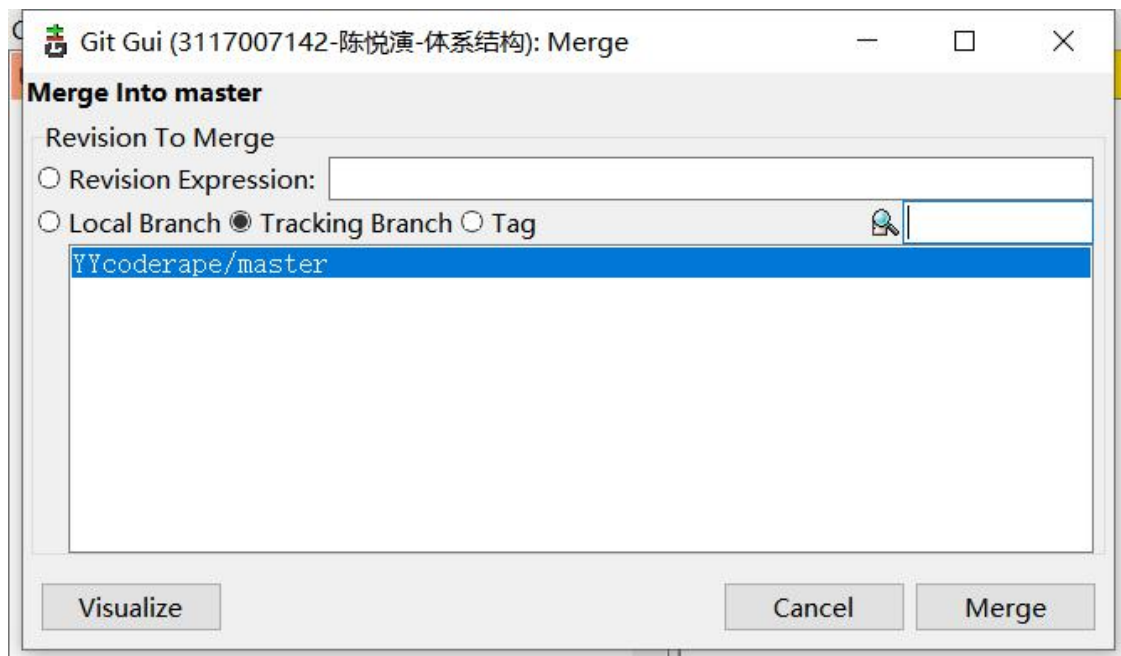 Git Gui (3117007142-陈悦演-体系结构): Merge
Merge Into master
Revision To Merge
Revision Expression:
Local Branch Tracking Branch Tag
YYcoderape/master
Visualize Cancel Merge